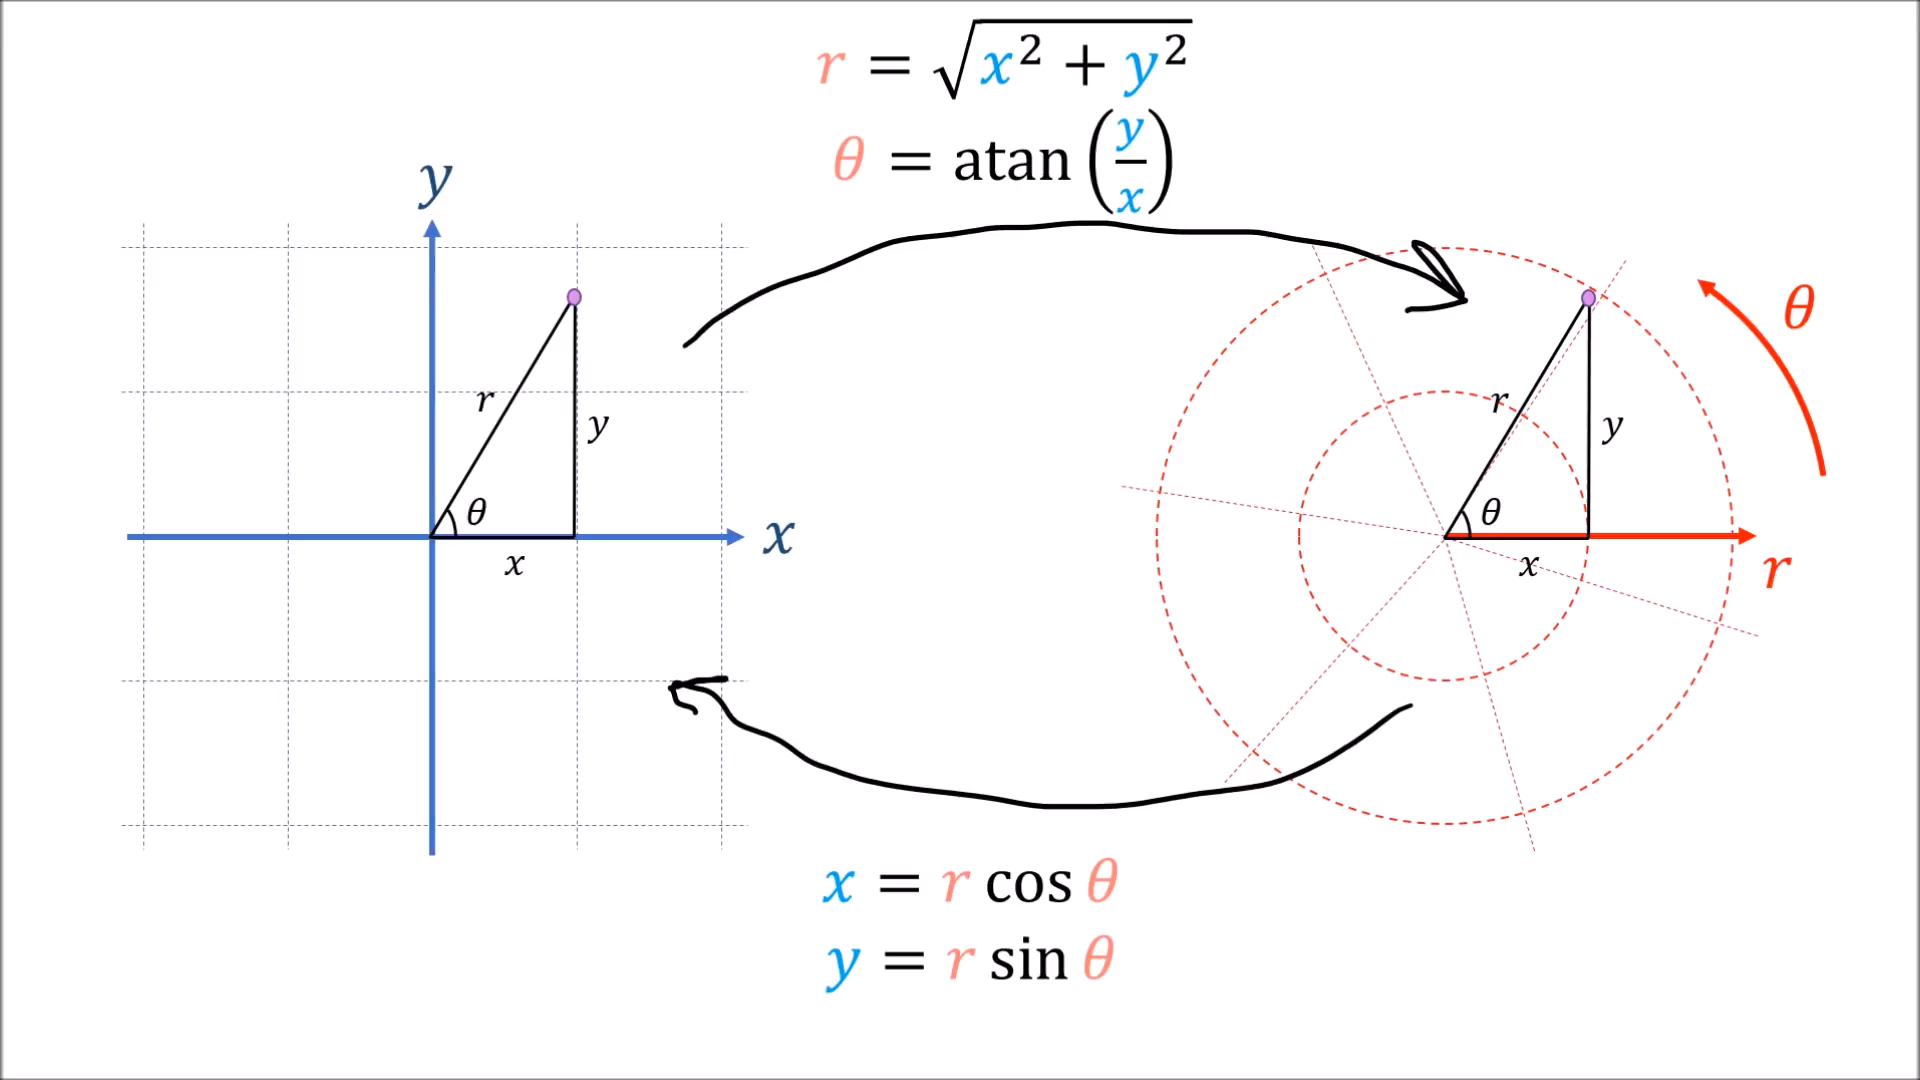 r = √(x² + y²)
θ = atan(y/x)
y
x
r
y
θ
x
θ
r
r
y
θ
x
x = r cos θ
y = r sin θ